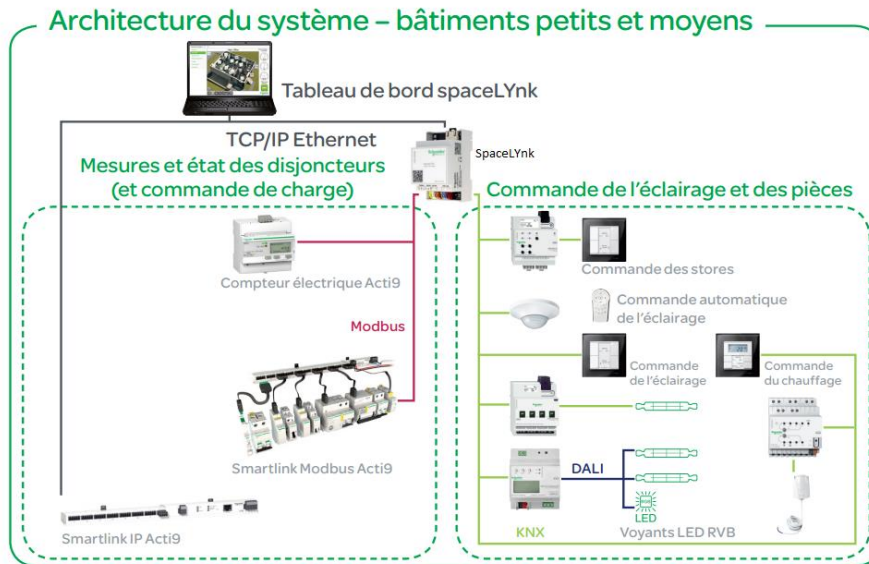 Architecture du système – bâtiments petits et moyens
Tableau de bord spaceLYnk
TCP/IP Ethernet
SpaceLYnk
Mesures et état des disjoncteurs
(et commande de charge)
Commande de l'éclairage et des pièces
Compteur électrique Acti9
Commande des stores
Commande automatique
de l'éclairage
Modbus
Commande
de l'éclairage
Commande
du chauffage
Smartlink Modbus Acti9
DALI
LED
KNX
Voyants LED RVB
Smartlink IP Acti9